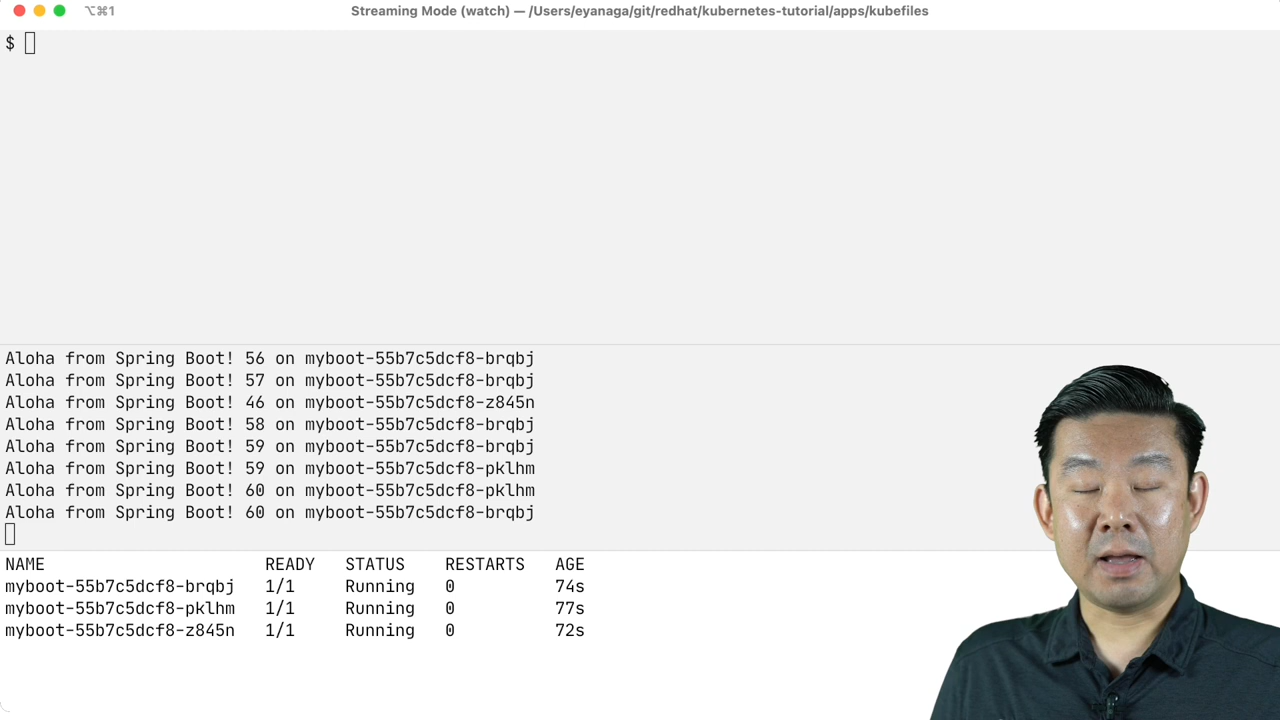 ⌥⌘1
Streaming Mode (watch) — /Users/eyanaga/git/redhat/kubernetes-tutorial/apps/kubefiles
$
Aloha from Spring Boot! 56 on myboot-55b7c5dcf8-brqbj
Aloha from Spring Boot! 57 on myboot-55b7c5dcf8-brqbj
Aloha from Spring Boot! 46 on myboot-55b7c5dcf8-z845n
Aloha from Spring Boot! 58 on myboot-55b7c5dcf8-brqbj
Aloha from Spring Boot! 59 on myboot-55b7c5dcf8-brqbj
Aloha from Spring Boot! 59 on myboot-55b7c5dcf8-pklhm
Aloha from Spring Boot! 60 on myboot-55b7c5dcf8-pklhm
Aloha from Spring Boot! 60 on myboot-55b7c5dcf8-brqbj
NAME READY STATUS RESTARTS AGE
myboot-55b7c5dcf8-brqbj 1/1 Running 0 74s
myboot-55b7c5dcf8-pklhm 1/1 Running 0 77s
myboot-55b7c5dcf8-z845n 1/1 Running 0 72s